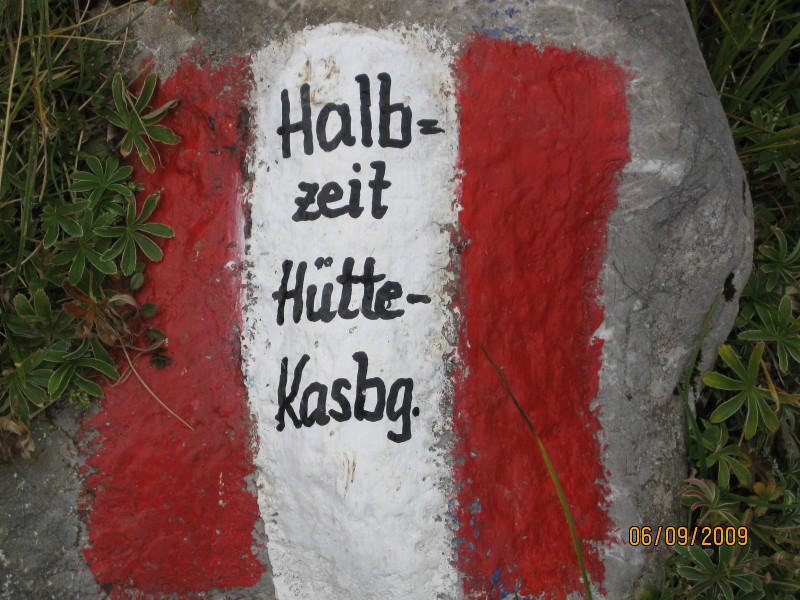 Halb=
zeit
Hütte-
Kasbg.
06/09/2009